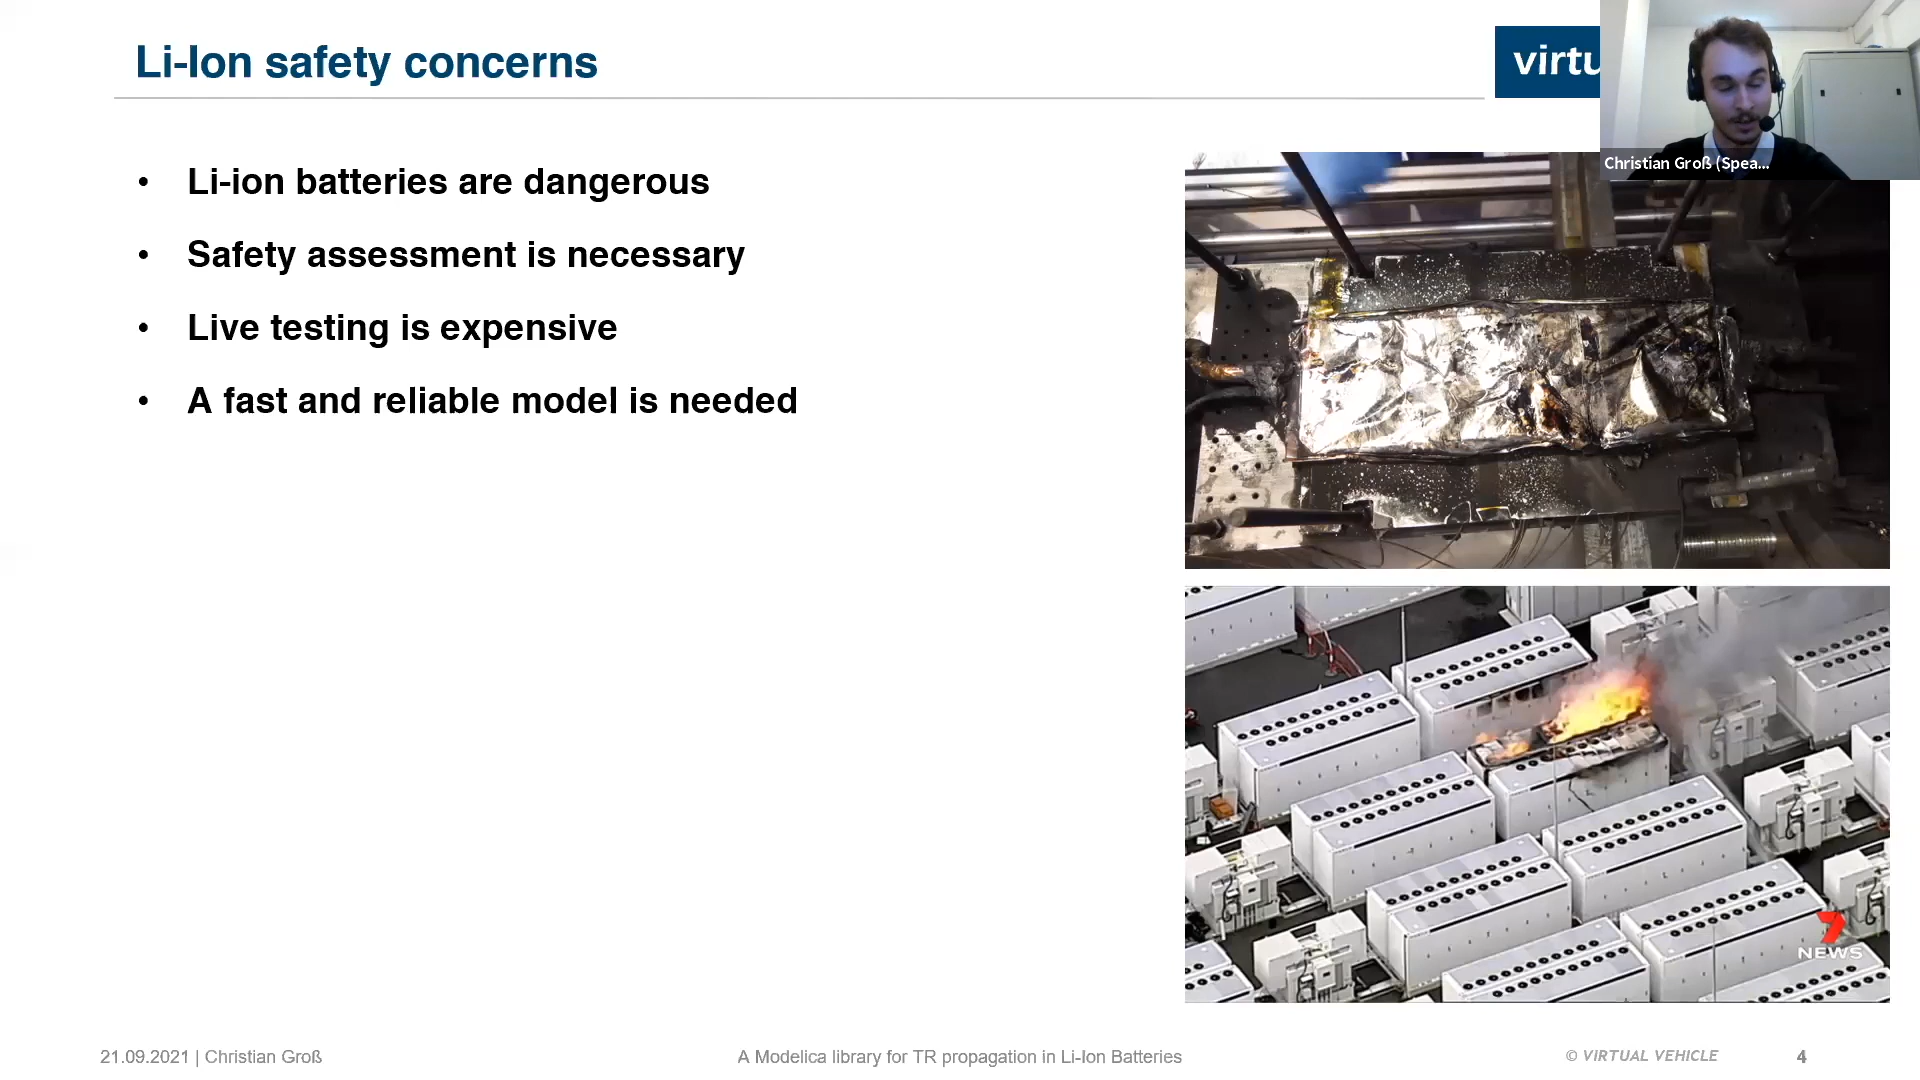 Li-Ion safety concerns
virtu
Christian Groß (Spea...
• Li-ion batteries are dangerous
• Safety assessment is necessary
• Live testing is expensive
• A fast and reliable model is needed
7
NEWS
21.09.2021 | Christian Groß
A Modelica library for TR propagation in Li-Ion Batteries
© VIRTUAL VEHICLE
4